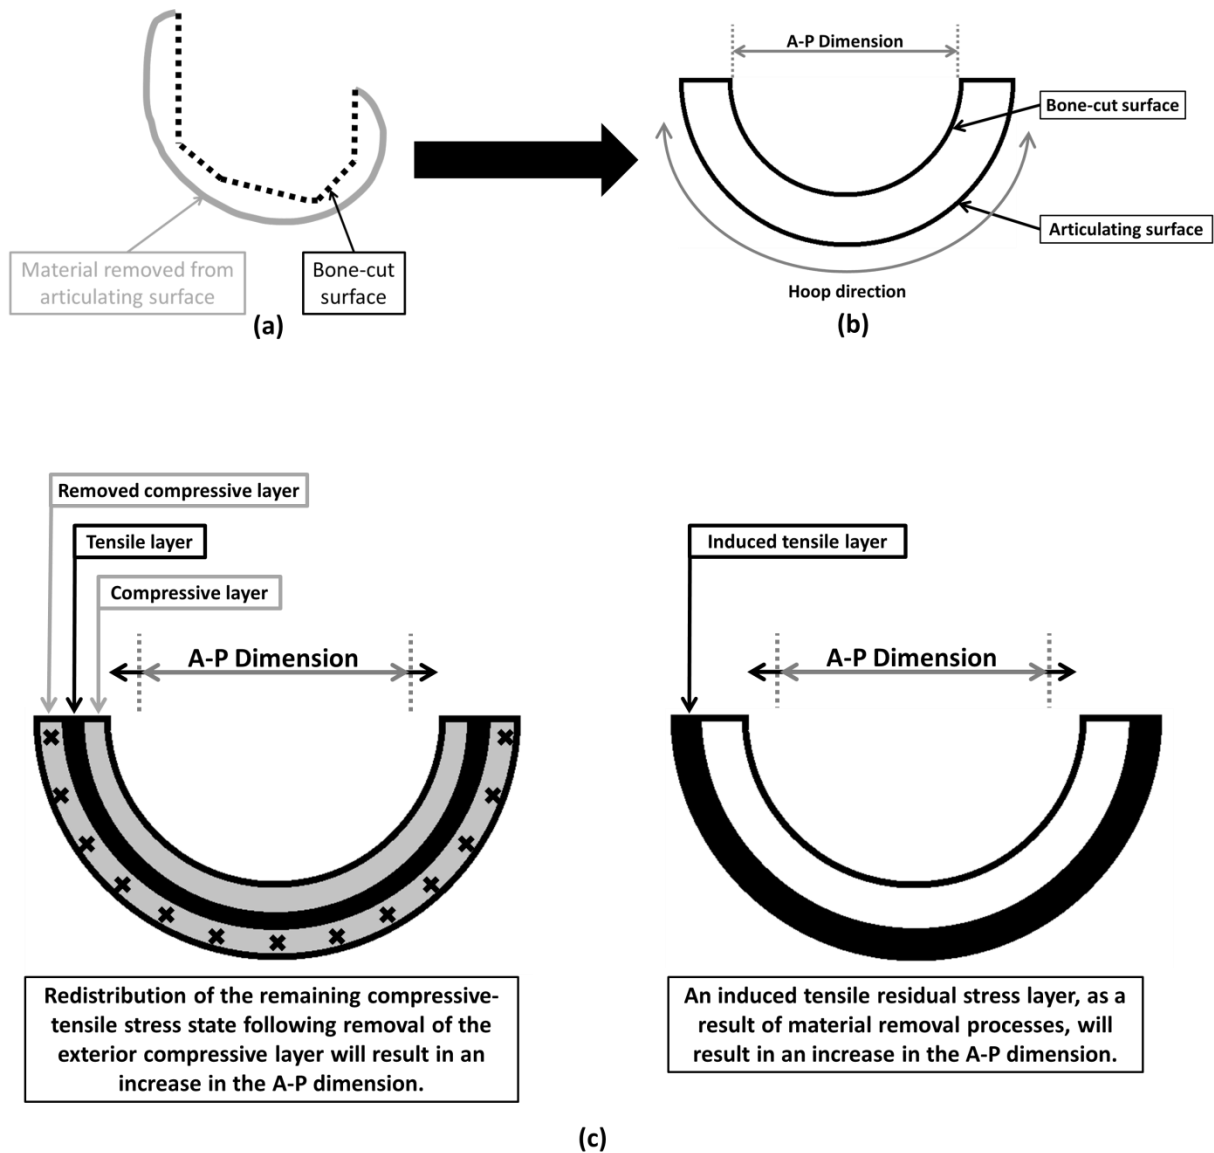 Material removed from
articulating surface
Bone-cut
surface
(a)
A-P Dimension
Bone-cut surface
Articulating surface
Hoop direction
(b)
Removed compressive layer
Tensile layer
Compressive layer
A-P Dimension
Redistribution of the remaining compressive-
tensile stress state following removal of the
exterior compressive layer will result in an
increase in the A-P dimension.
Induced tensile layer
A-P Dimension
An induced tensile residual stress layer, as a
result of material removal processes, will
result in an increase in the A-P dimension.
(c)